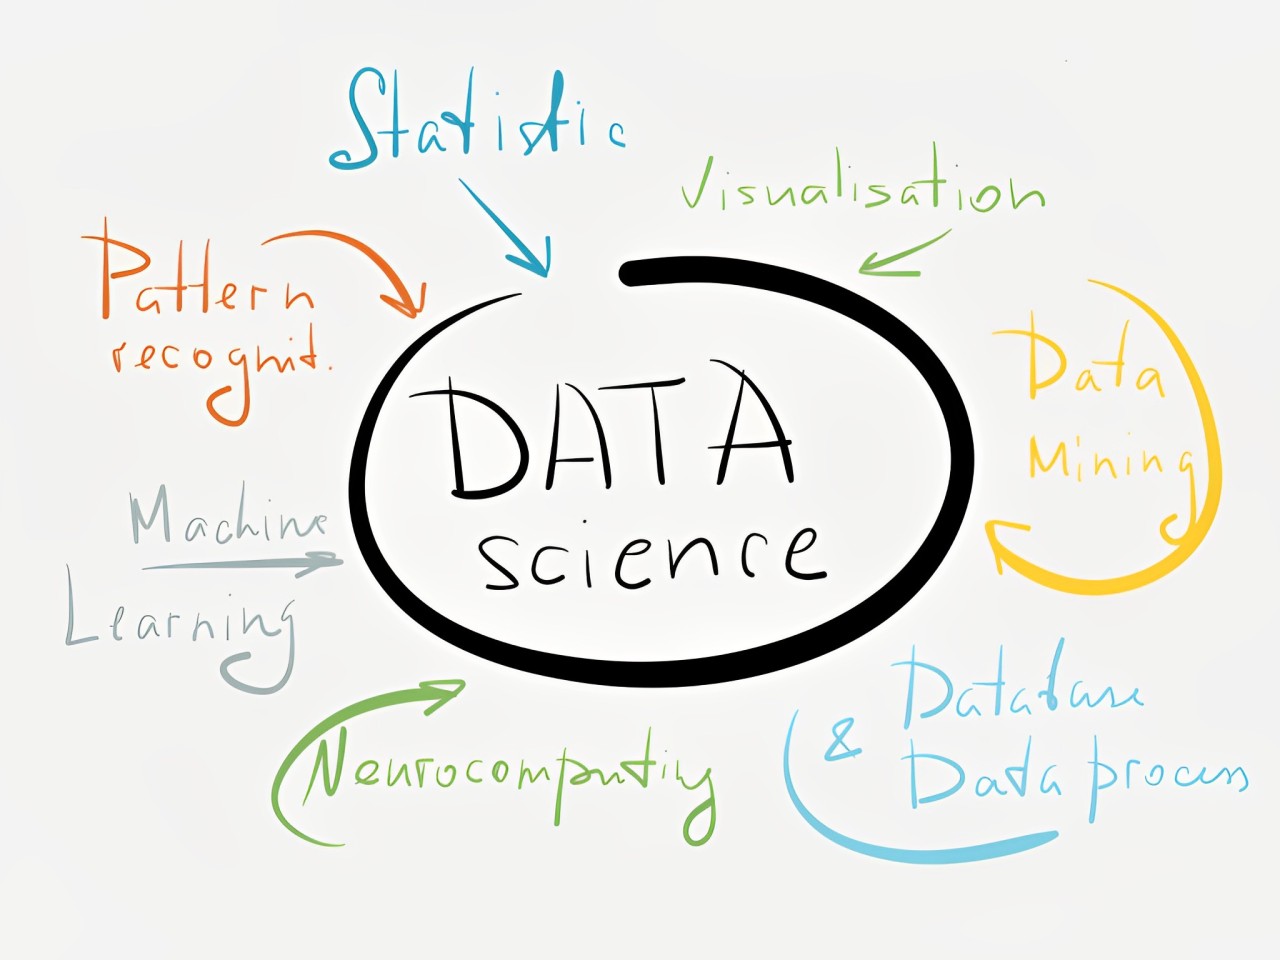 Statistic
Visualisation
Pattern
recognit.
Data
Mining
DATA
science
Machine
Learning
& Database
Data process
Neurocomputing